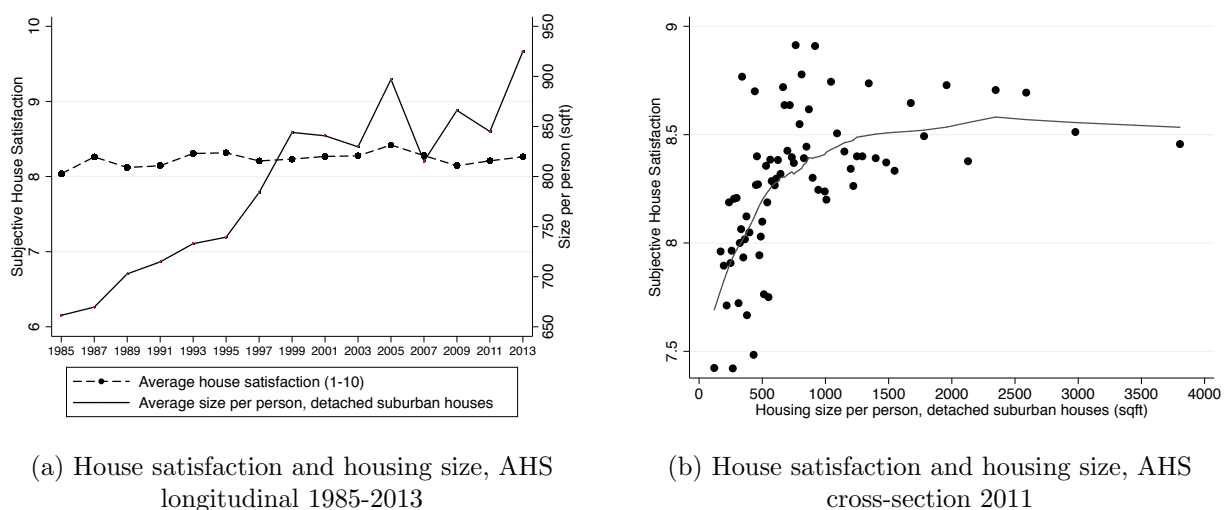 10
9
8
7
6
Subjective House Satisfaction
950
900
850
800
750
700
650
Size per person (sqft)
1985 1987 1989 1991 1993 1995 1997 1999 2001 2003 2005 2007 2009 2011 2013
Average house satisfaction (1-10)
Average size per person, detached suburban houses
(a) House satisfaction and housing size, AHS
longitudinal 1985-2013
9
8.5
8
7.5
Subjective House Satisfaction
0 500 1000 1500 2000 2500 3000 3500 4000
Housing size per person, detached suburban houses (sqft)
(b) House satisfaction and housing size, AHS
cross-section 2011